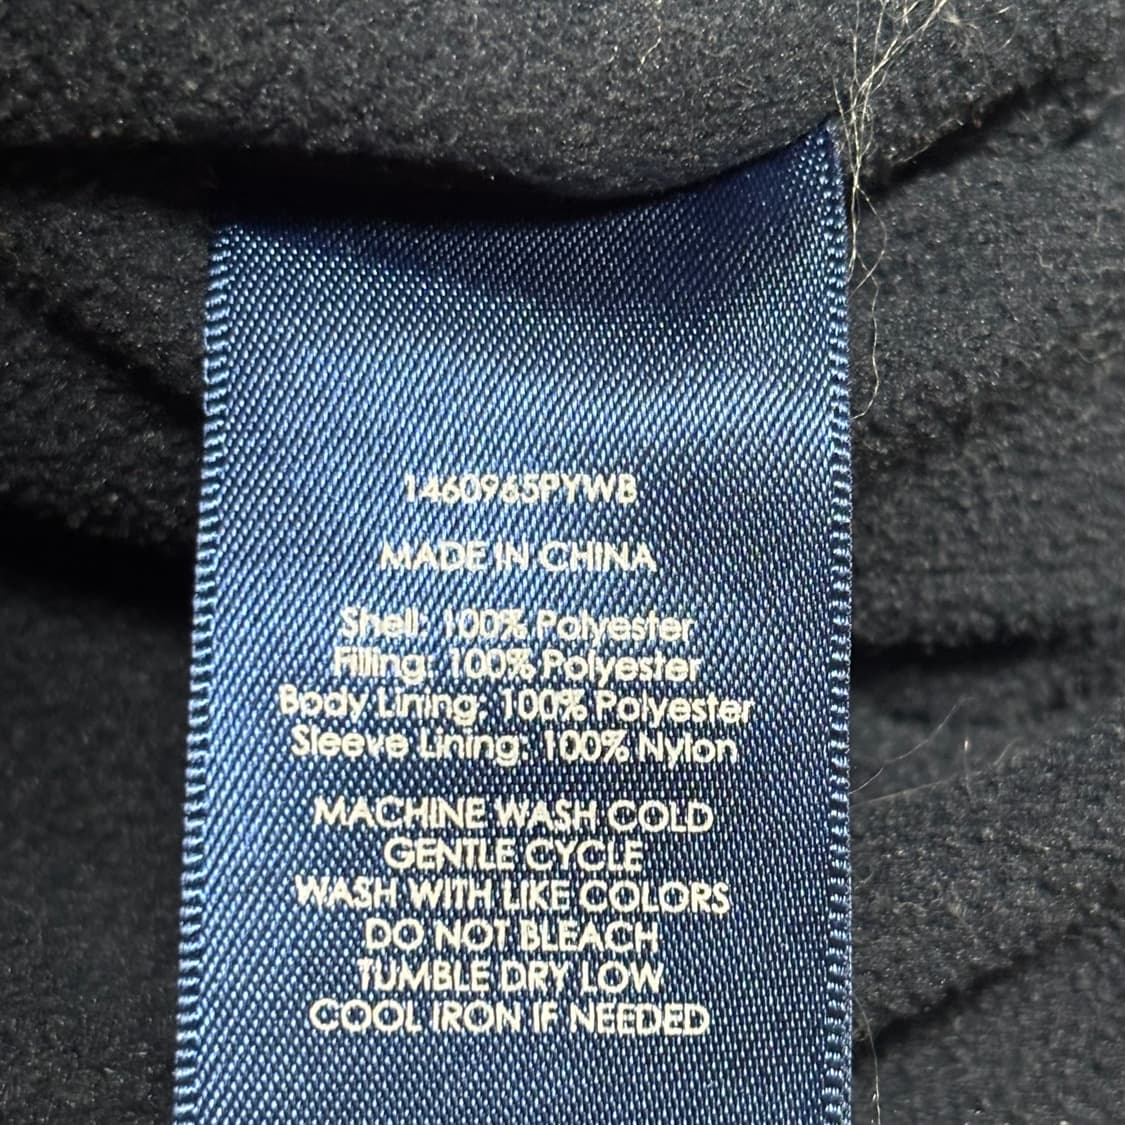 1460965PYWB
MADE IN CHINA
Shell: 100% Polyester
Filling: 100% Polyester
Body Lining: 100% Polyester
Sleeve Lining: 100% Nylon
MACHINE WASH COLD
GENTLE CYCLE
WASH WITH LIKE COLORS
DO NOT BLEACH
TUMBLE DRY LOW
COOL IRON IF NEEDED